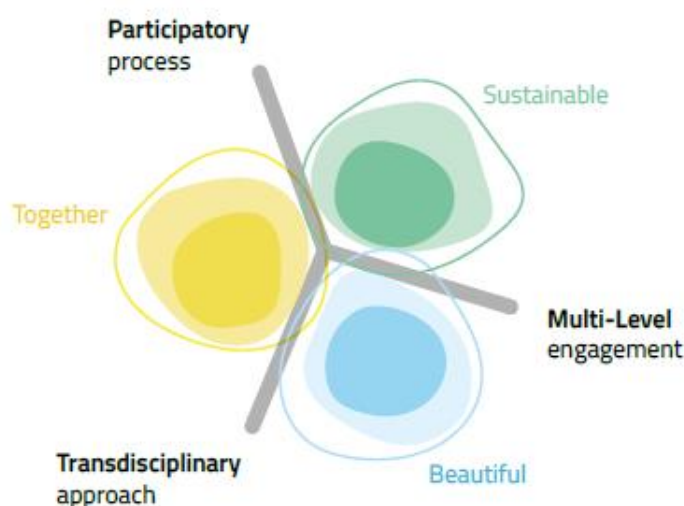 Participatory
process
Sustainable
Together
Multi-Level
engagement
Transdisciplinary
approach
Beautiful